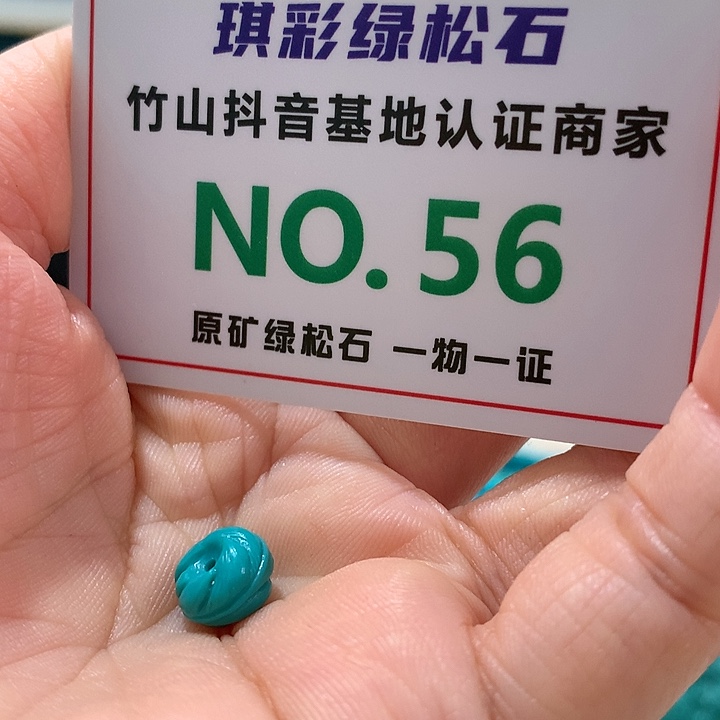 琪彩绿松石
竹山抖音基地认证商家
NO.56
原矿绿松石 一物一证